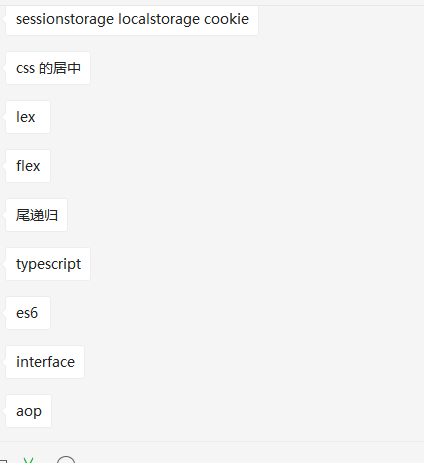 sessionstorage localstorage cookie
css 的居中
lex
flex
尾递归
typescript
es6
interface
aop